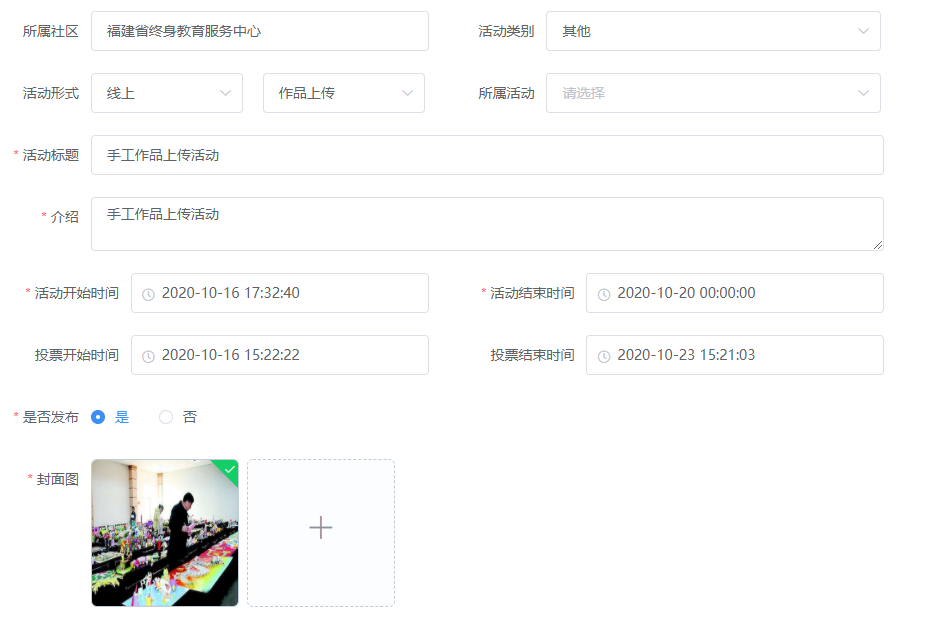 所属社区 福建省终身教育服务中心 活动类别 其他
活动形式 线上 作品上传 所属活动 请选择
* 活动标题 手工作品上传活动
* 介绍 手工作品上传活动
* 活动开始时间 2020-10-16 17:32:40 * 活动结束时间 2020-10-20 00:00:00
投票开始时间 2020-10-16 15:22:22 投票结束时间 2020-10-23 15:21:03
* 是否发布 是 否
* 封面图